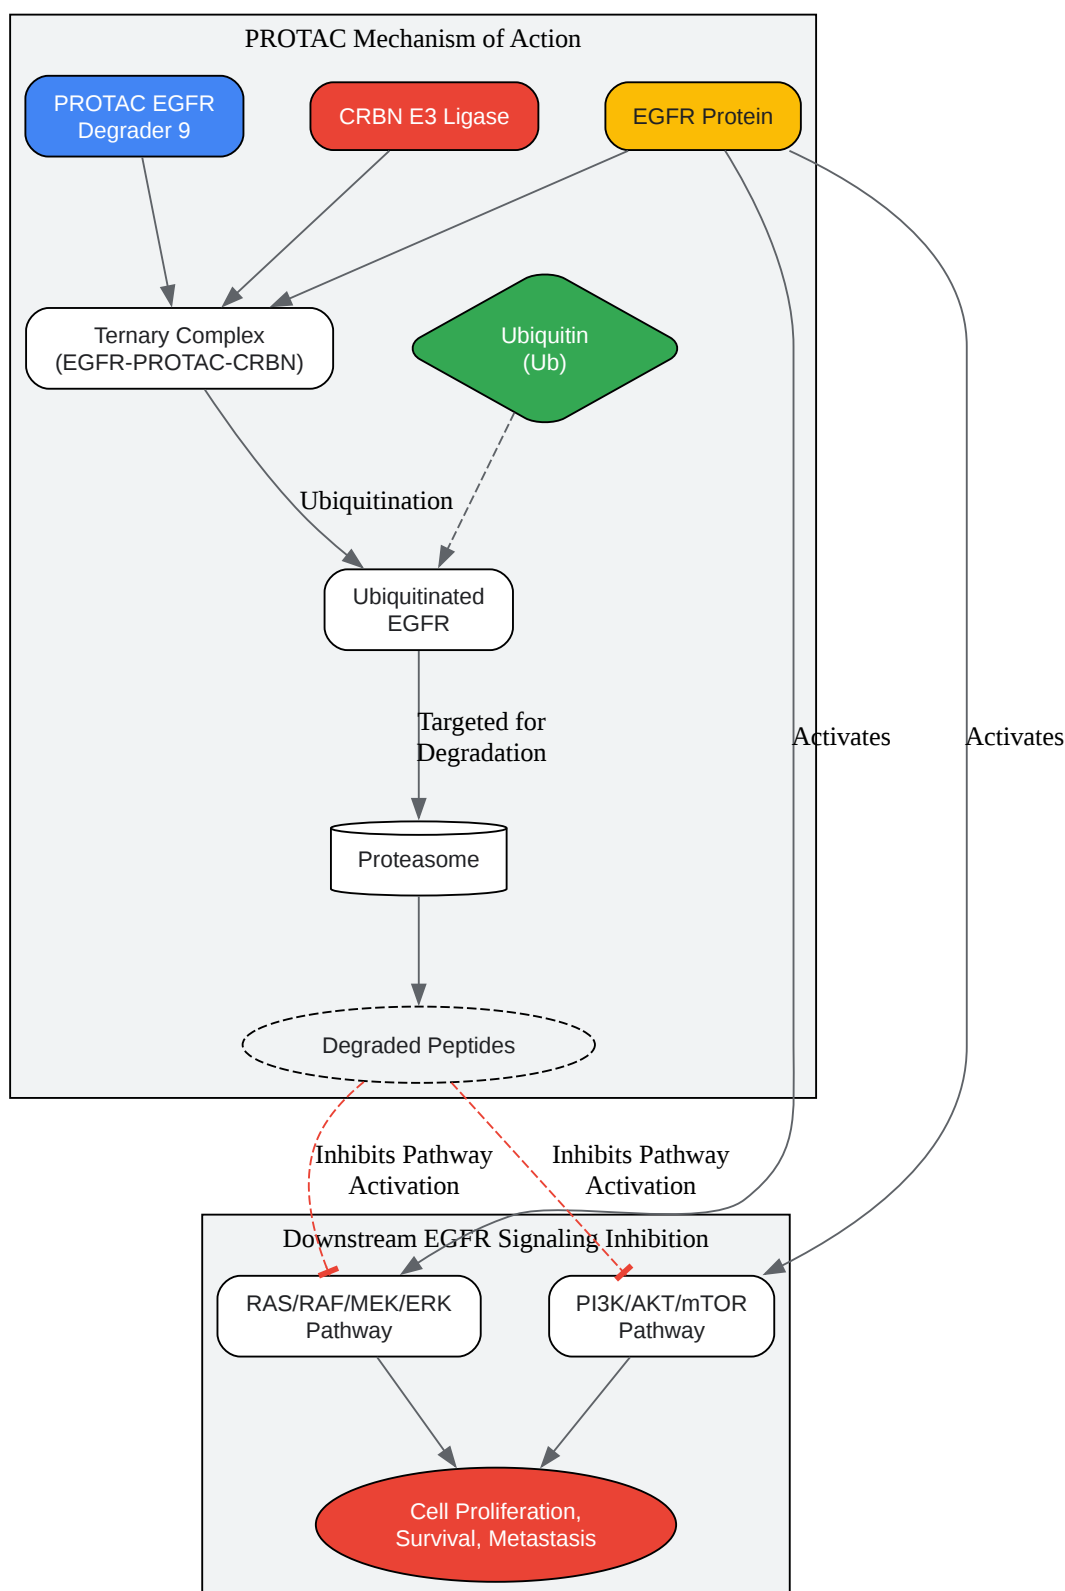 PROTAC Mechanism of Action
PROTAC EGFR
Degrader 9
CRBN E3 Ligase
EGFR Protein
Ternary Complex
(EGFR-PROTAC-CRBN)
Ubiquitin
(Ub)
Ubiquitination
Ubiquitinated
EGFR
Targeted for
Degradation
Activates
Activates
Proteasome
Degraded Peptides
Inhibits Pathway
Activation
Inhibits Pathway
Activation
Downstream EGFR Signaling Inhibition
RAS/RAF/MEK/ERK
Pathway
PI3K/AKT/mTOR
Pathway
Cell Proliferation,
Survival, Metastasis